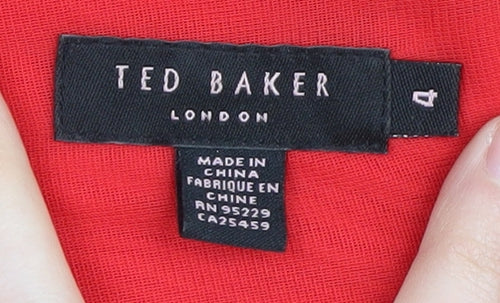 TED BAKER
LONDON
4
MADE IN
CHINA
FABRIQUE EN
CHINE
RN 95229
CA25459